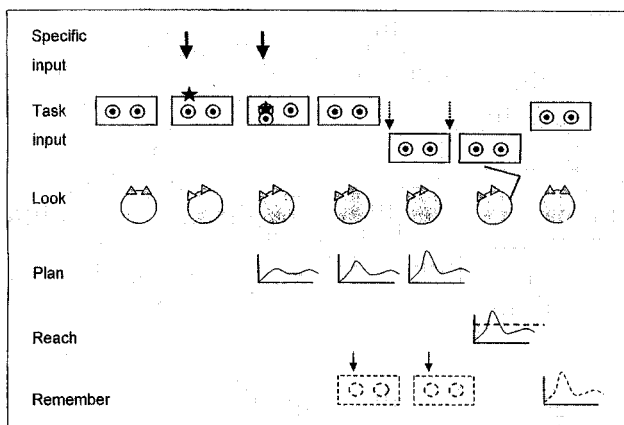 Specific
input
Task
input
Look
Plan
Reach
Remember